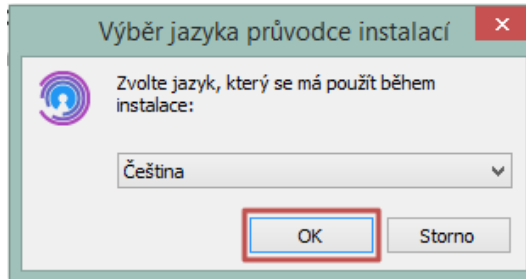 Výběr jazyka průvodce instalací
Zvolte jazyk, který se má použít během
instalace:
Čeština
OK
Storno